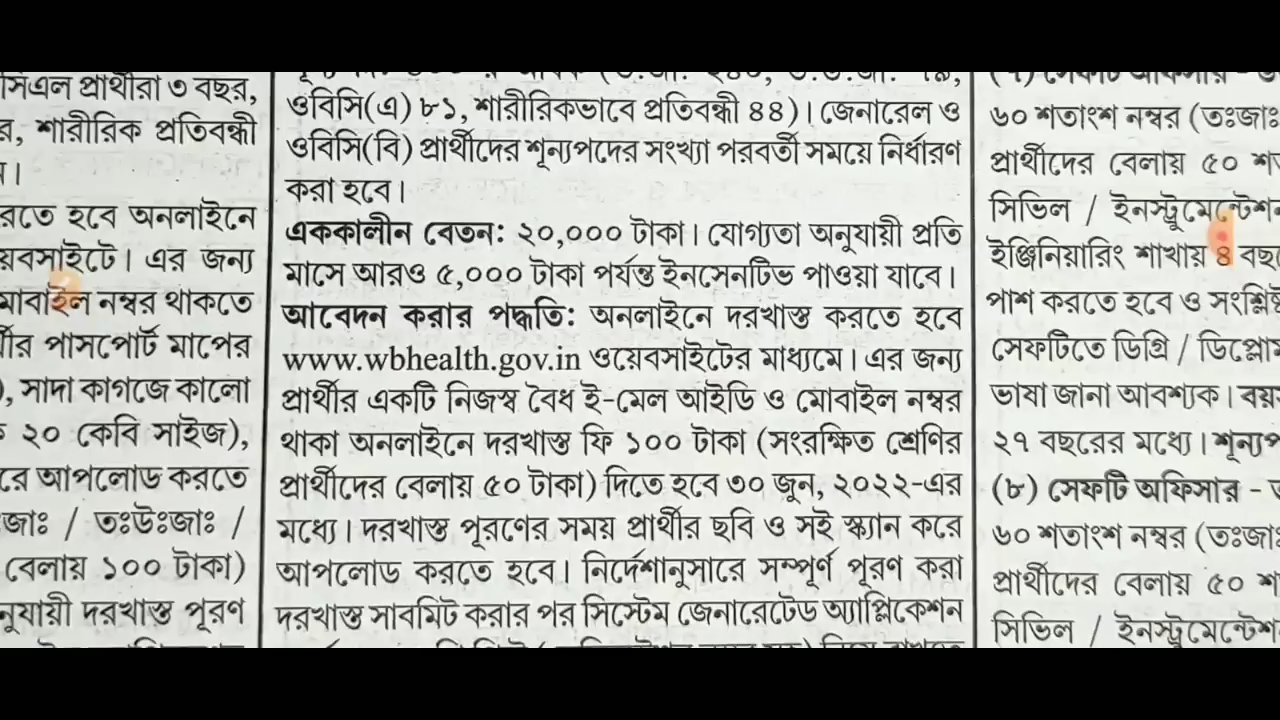 সিএল প্রার্থীরা ৩ বছর,
র, শারীরিক প্রতিবন্ধী
রতে হবে অনলাইনে
য়বসাইটে। এর জন্য
মোবাইল নম্বর থাকতে
র্থীর পাসপোর্ট মাপের
), সাদা কাগজে কালো
২০ কেবি সাইজ),
রে আপলোড করতে
জাঃ / তঃউঃজাঃ /
বেলায় ১০০ টাকা)
নুযায়ী দরখাস্ত পূরণ
ওবিসি(এ) ৮১, শারীরিকভাবে প্রতিবন্ধী ৪৪)। জেনারেল ও
ওবিসি(বি) প্রার্থীদের শূন্যপদের সংখ্যা পরবর্তী সময়ে নির্ধারণ
করা হবে।
এককালীন বেতন: ২০,০০০ টাকা। যোগ্যতা অনুযায়ী প্রতি
মাসে আরও ৫,০০০ টাকা পর্যন্ত ইনসেনটিভ পাওয়া যাবে।
আবেদন করার পদ্ধতি: অনলাইনে দরখাস্ত করতে হবে
www.wbhealth.gov.in ওয়েবসাইটের মাধ্যমে। এর জন্য
প্রার্থীর একটি নিজস্ব বৈধ ই-মেল আইডি ও মোবাইল নম্বর
থাকা অনলাইনে দরখাস্ত ফি ১০০ টাকা (সংরক্ষিত শ্রেণির
প্রার্থীদের বেলায় ৫০ টাকা) দিতে হবে ৩০ জুন, ২০২২-এর
মধ্যে। দরখাস্ত পূরণের সময় প্রার্থীর ছবি ও সই স্ক্যান করে
আপলোড করতে হবে। নির্দেশানুসারে সম্পূর্ণ পূরণ করা
দরখাস্ত সাবমিট করার পর সিস্টেম জেনারেটেড অ্যাপ্লিকেশন
(৭) সেফটি অফিসার -
৬০ শতাংশ নম্বর (তঃজাঃ
প্রার্থীদের বেলায় ৫০ শ
সিভিল / ইনস্ট্রুমেন্টেশন
ইঞ্জিনিয়ারিং শাখায় ৪ বছ
পাশ করতে হবে ও সংশ্লিষ্ট
সেফটিতে ডিগ্রি / ডিপ্লোম
ভাষা জানা আবশ্যক। বয়
২৭ বছরের মধ্যে। শূন্যপ
(৮) সেফটি অফিসার -
৬০ শতাংশ নম্বর (তঃজাঃ
প্রার্থীদের বেলায় ৫০ শ
সিভিল / ইনস্ট্রুমেন্টেশ